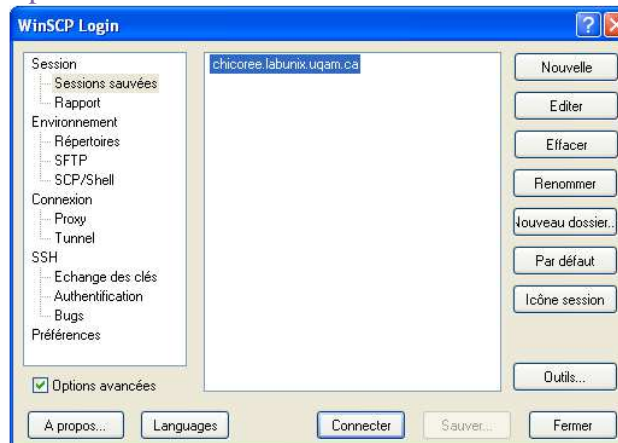 WinSCP Login
Session
Sessions sauvées
Rapport
Environnement
Répertoires
SFTP
SCP/Shell
Connexion
Proxy
Tunnel
SSH
Echange des clés
Authentification
Bugs
Préférences
Options avancées
chicoree.labunix.uqam.ca
Nouvelle
Editer
Effacer
Renommer
Nouveau dossier...
Par défaut
Icône session
Outils...
A propos...
Languages
Connecter
Sauver...
Fermer